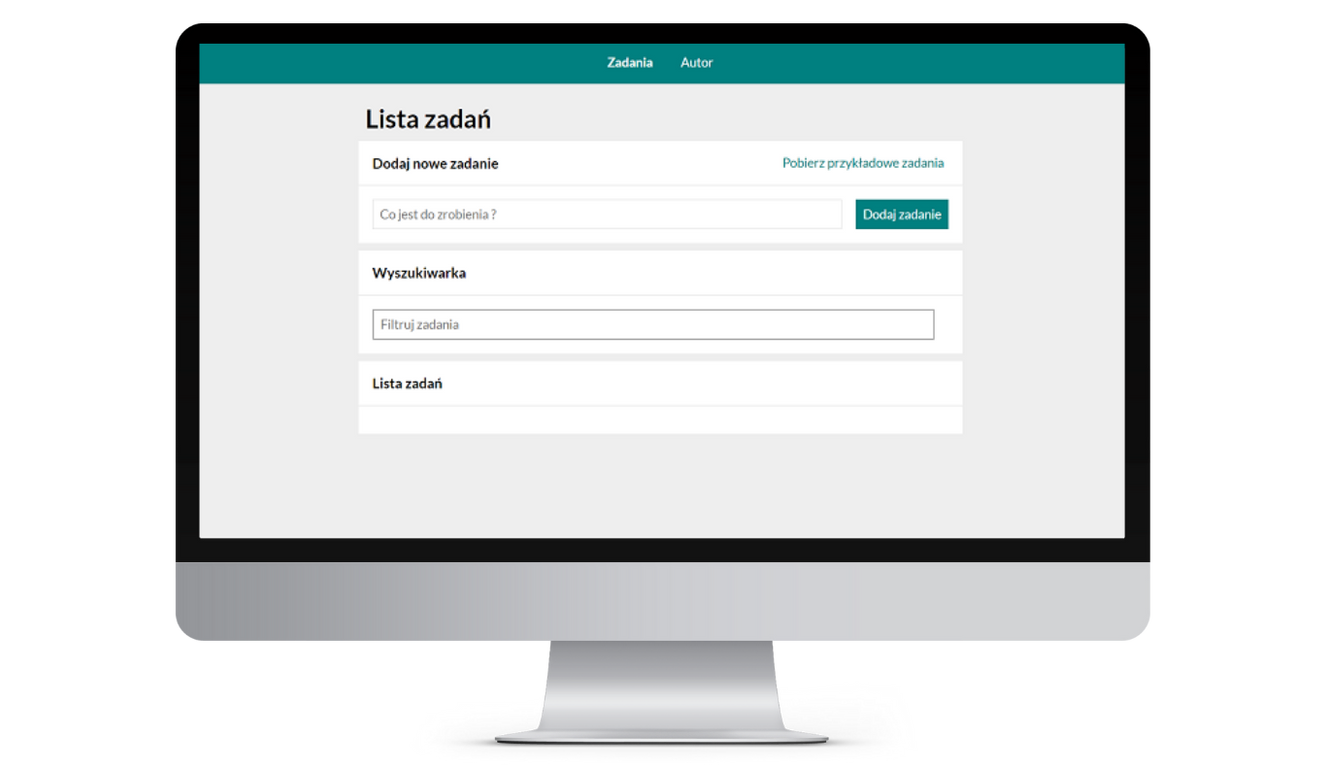 Zadania Autor
Lista zadań
Dodaj nowe zadanie Pobierz przykładowe zadania
Co jest do zrobienia ? Dodaj zadanie
Wyszukiwarka
Filtruj zadania
Lista zadań